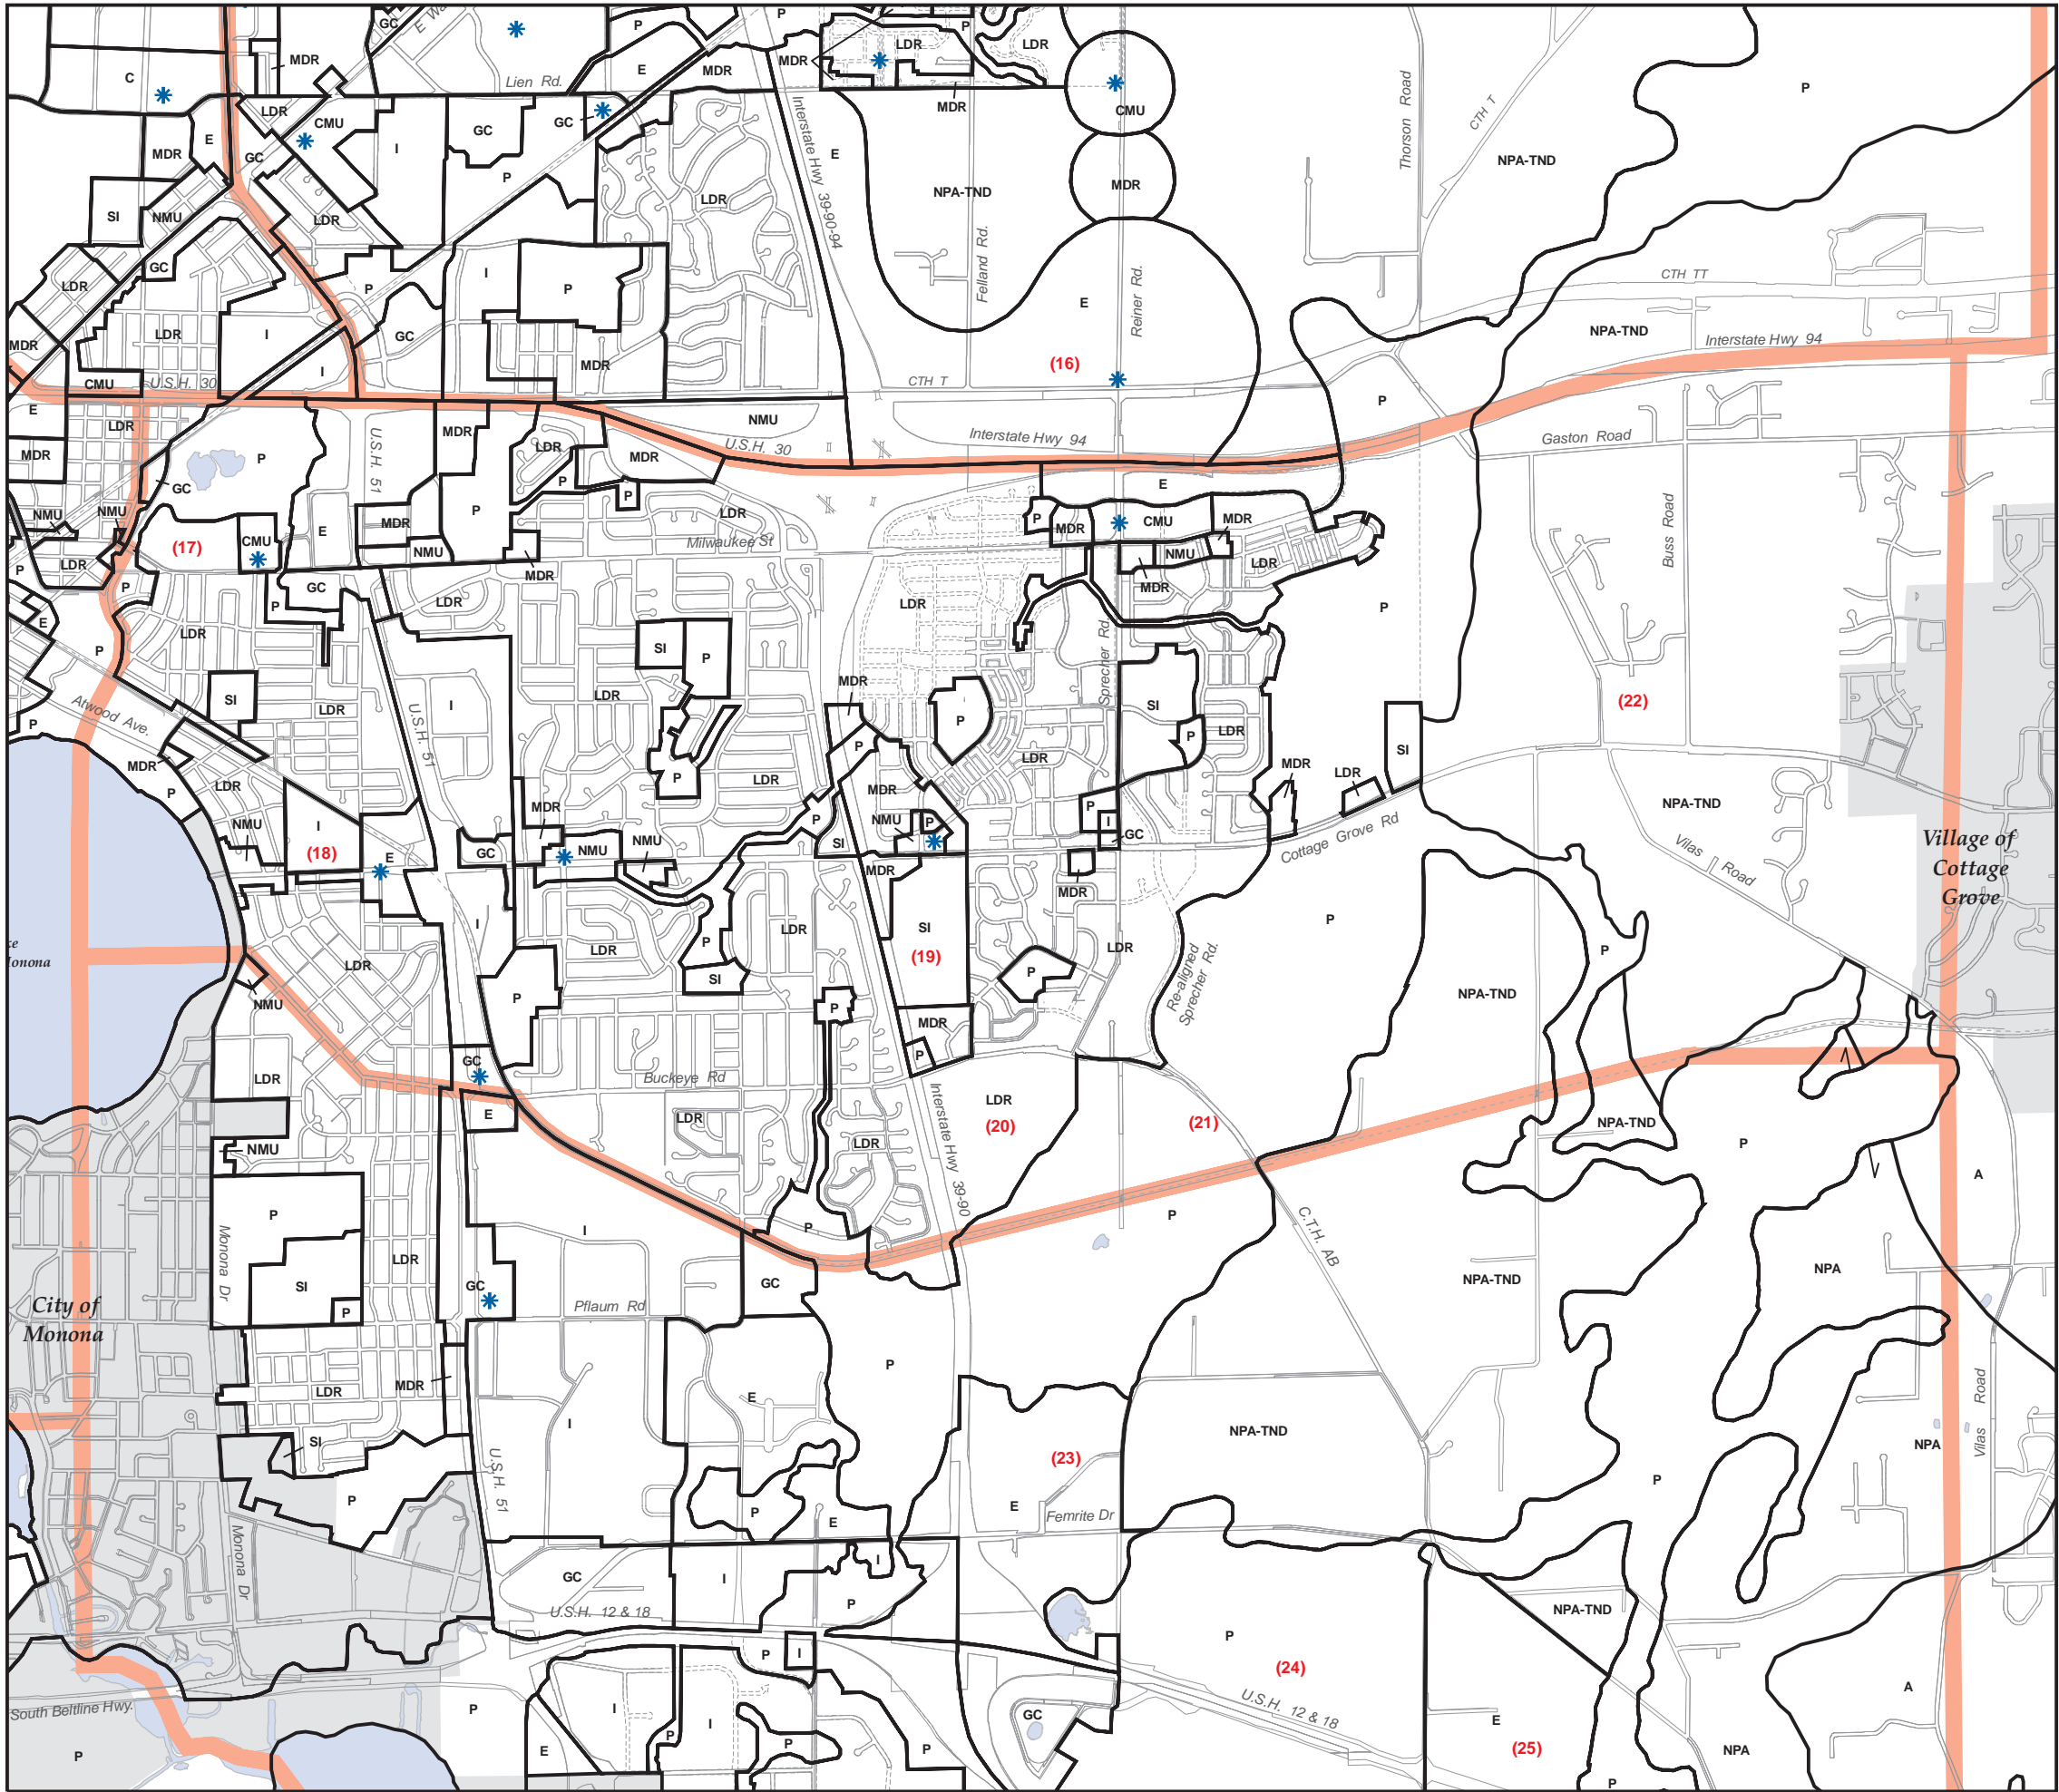 GC
E Wa
P
P
P
C
MDR
Lien Rd.
E
MDR
MDR
LDR
LDR
P
CMU
MDR
LDR
CMU
GC
GC
I
E
MDR
GC
P
Interstate Hwy 39-90-94
E
NPA-TND
MDR
Thorson Road
CTH T
NPA-TND
SI
NMU
LDR
LDR
Felland Rd.
Reiner Rd.
GC
LDR
P
I
P
E
CTH TT
LDR
I
GC
MDR
NPA-TND
Interstate Hwy 94
MDR
(16)
MDR
I
CMU
U.S.H. 30
CTH T
P
E
LDR
NMU
U.S.H. 51
MDR
LDR
U.S.H. 30
Interstate Hwy 94
Gaston Road
MDR
P
MDR
GC
P
P
E
NMU
NMU
P
MDR
LDR
P
MDR
CMU
MDR
Buss Road
(17)
CMU
E
NMU
Milwaukee St
NMU
LDR
LDR
P
MDR
MDR
P
GC
P
LDR
LDR
P
E
LDR
P
SI
P
Sprecher Rd
SI
LDR
LDR
MDR
SI
(22)
P
Atwood Ave.
U.S.H. 51
I
P
P
P
LDR
SI
MDR
LDR
P
LDR
LDR
MDR
LDR
P
MDR
NPA-TND
NMU
I
MDR
P
NMU
P
P
I
GC
Cottage Grove Rd
Vilas Road
Village of
Cottage
Grove
(18)
E
GC
NMU
NMU
SI
MDR
MDR
P
I
LDR
P
LDR
SI
(19)
LDR
P
ke
Monona
LDR
SI
P
NPA-TND
NMU
P
P
MDR
Re-aligned
Sprecher Rd.
GC
P
Buckeye Rd
LDR
LDR
E
LDR
LDR
(20)
(21)
NPA-TND
NMU
Interstate Hwy 39-90
P
A
P
Monona Dr
LDR
I
P
P
C.T.H. AB
SI
GC
GC
NPA-TND
NPA
City of
Monona
P
Pflaum Rd
P
LDR
MDR
E
I
NPA-TND
Vilas Road
SI
(23)
NPA
U.S.H. 51
P
P
P
E
E
Femrite Dr
Monona Dr
GC
I
I
U.S.H. 12 & 18
P
NPA-TND
P
P
I
(24)
South Beltline Hwy.
P
I
I
P
P
P
GC
U.S.H. 12 & 18
E
A
P
E
(25)
NPA
P